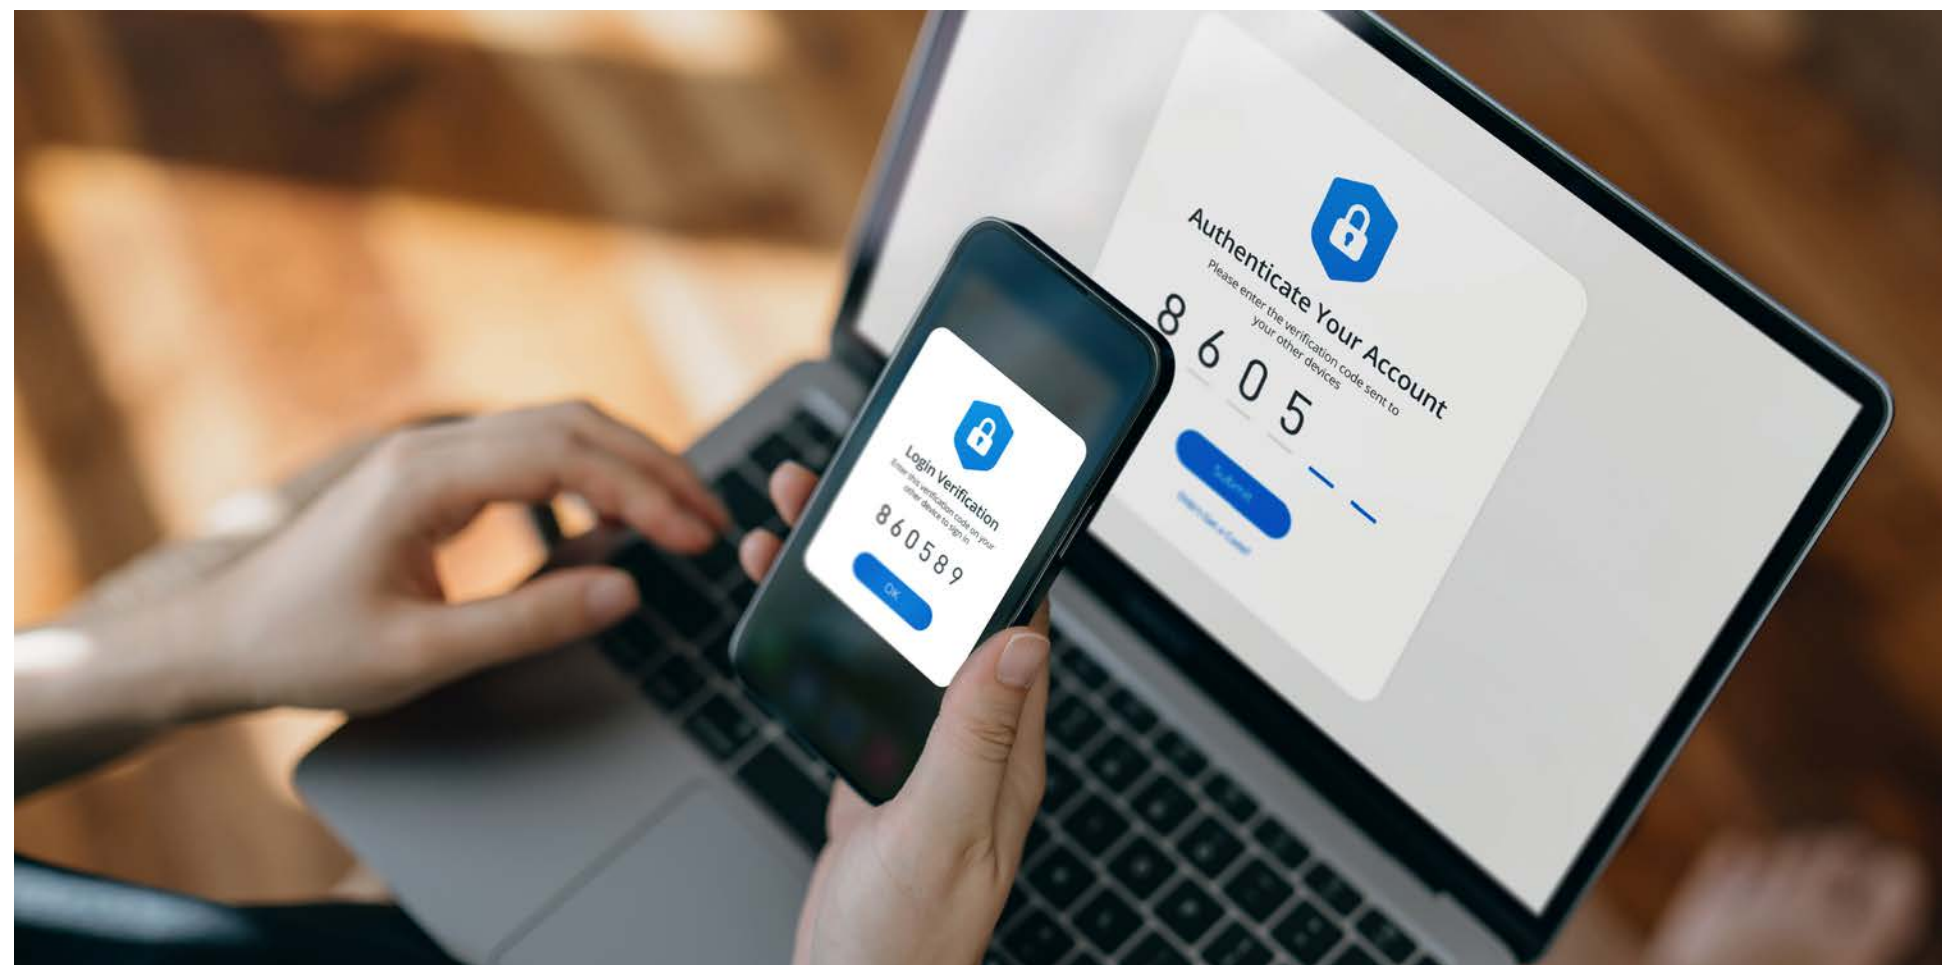 Authenticate Your Account
Please enter the verification code sent to
your other devices
8 6 0 5 _ _
Submit
Login Verification
Enter this verification code on your
other device to sign in
860589
OK